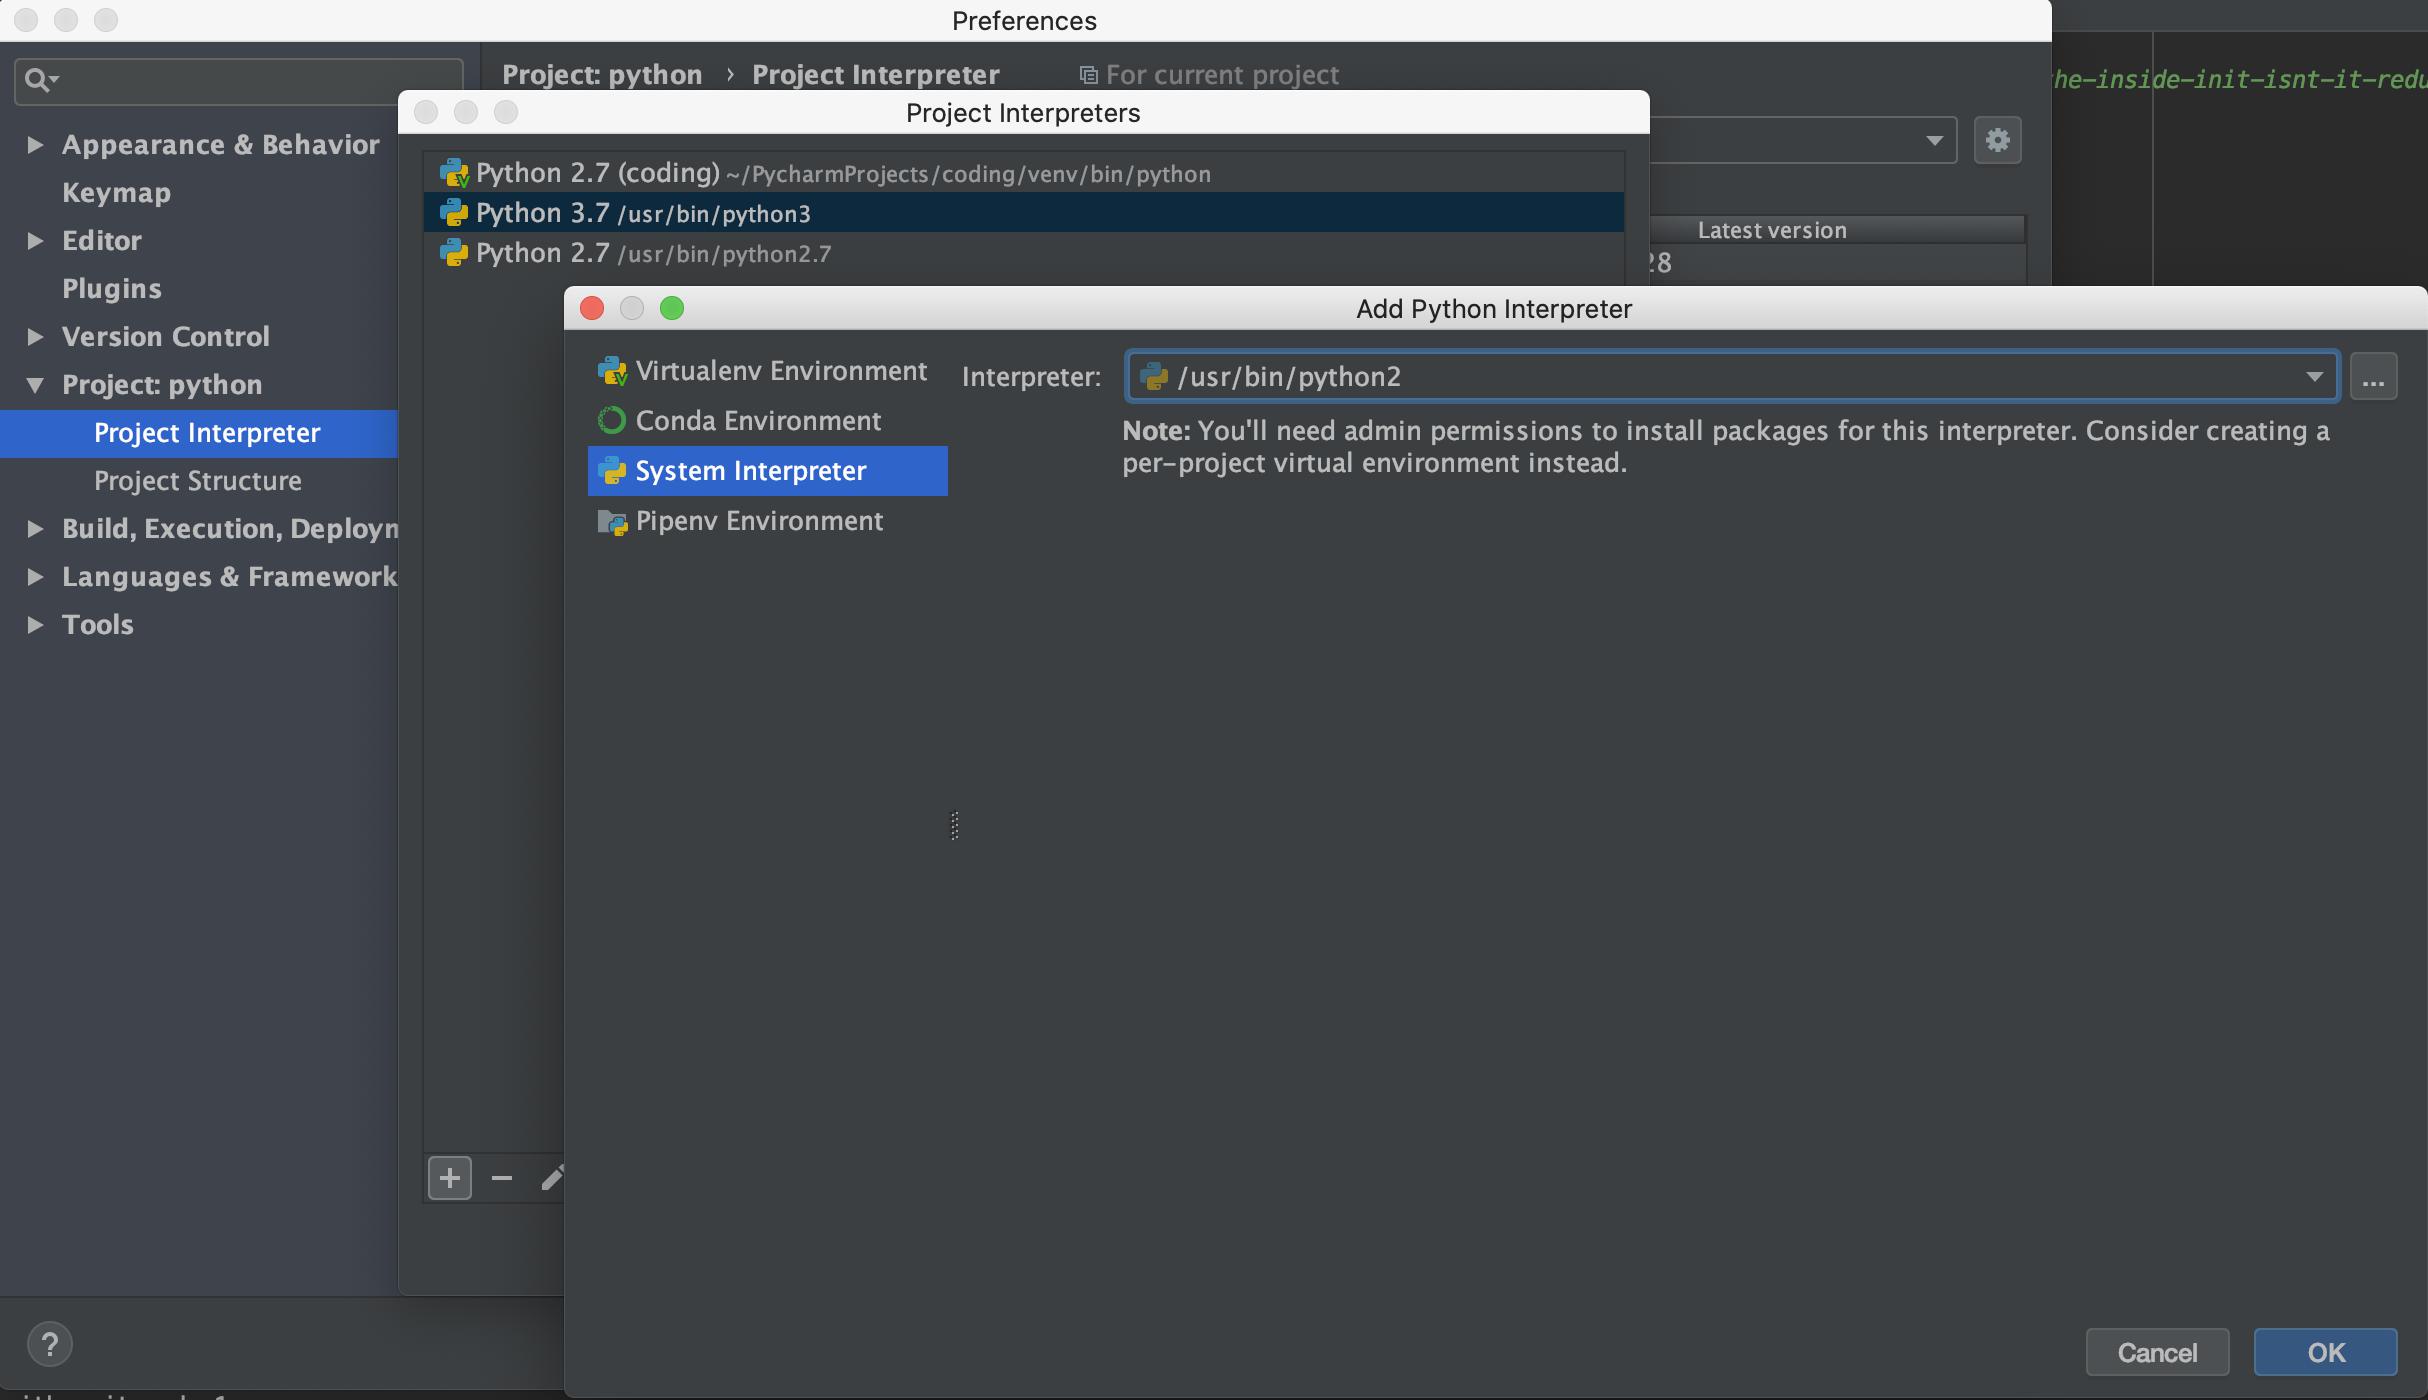 Preferences
Project: python › Project Interpreter For current project
he-inside-init-isnt-it-redu
Appearance & Behavior
Keymap
Editor
Plugins
Version Control
Project: python
Project Interpreter
Project Structure
Build, Execution, Deploym
Languages & Framework
Tools
Project Interpreters
Python 2.7 (coding) ~/PycharmProjects/coding/venv/bin/python
Python 3.7 /usr/bin/python3
Python 2.7 /usr/bin/python2.7
Latest version
28
Add Python Interpreter
Virtualenv Environment
Conda Environment
System Interpreter
Pipenv Environment
Interpreter: /usr/bin/python2 ...
Note: You'll need admin permissions to install packages for this interpreter. Consider creating a
per-project virtual environment instead.
?
Cancel OK